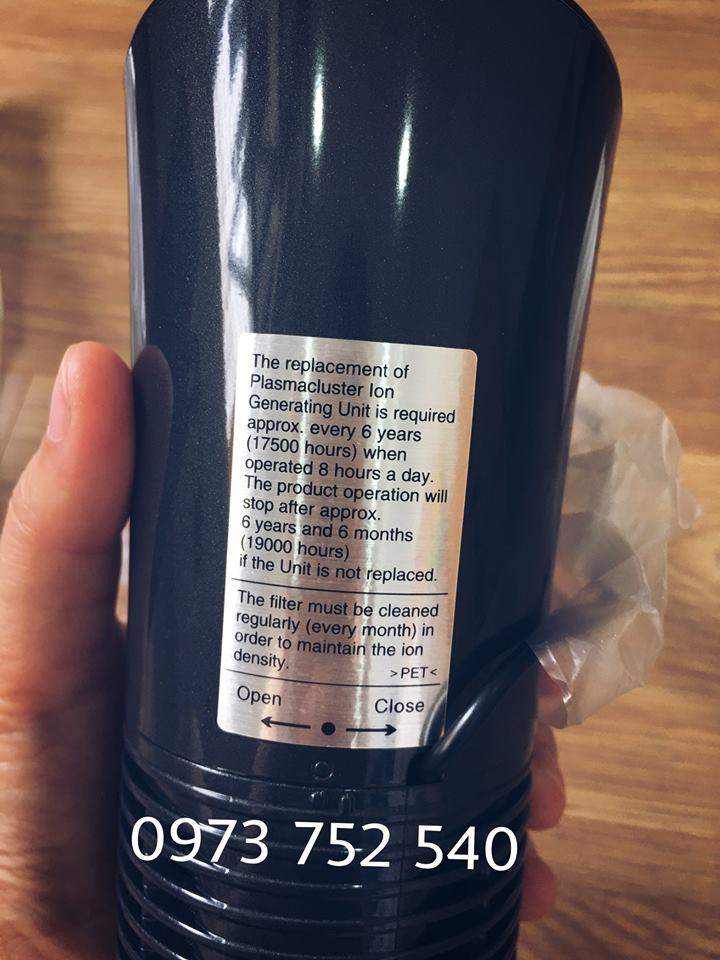 The replacement of
Plasmacluster Ion
Generating Unit is required
approx. every 6 years
(17500 hours) when
operated 8 hours a day.
The product operation will
stop after approx.
6 years and 6 months
(19000 hours)
if the Unit is not replaced.
The filter must be cleaned
regularly (every month) in
order to maintain the ion
density.
>PET<
Open Close
0973 752 540